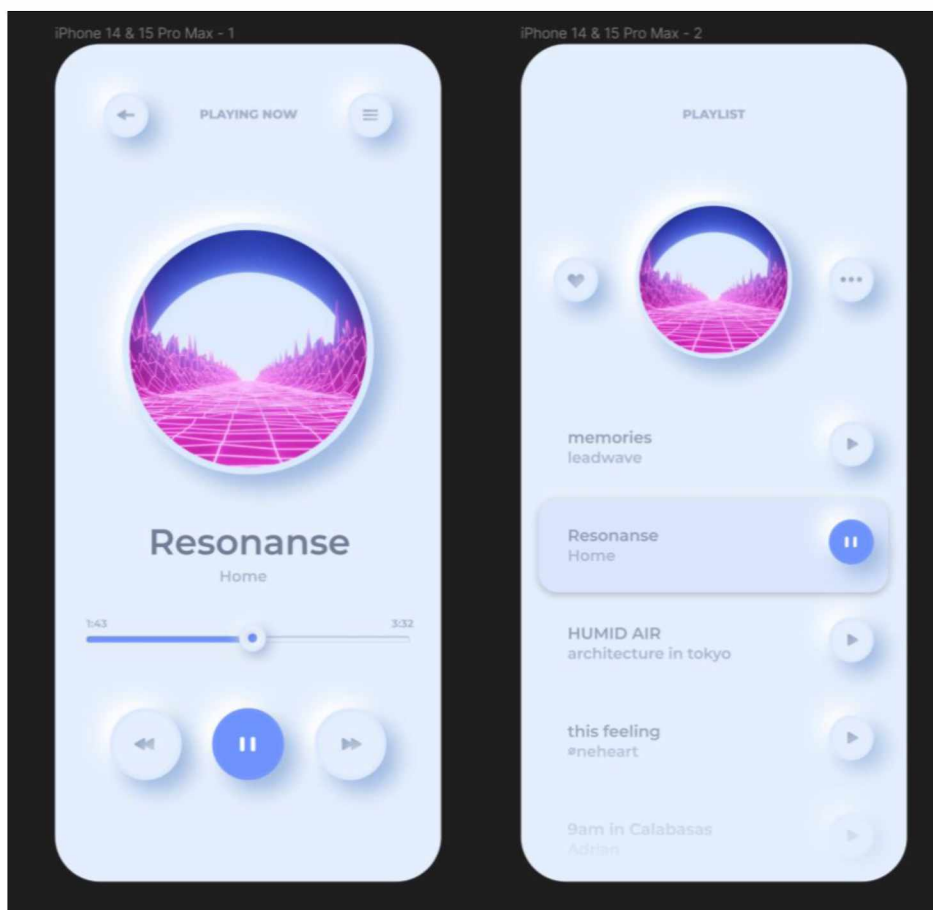 iPhone 14 & 15 Pro Max - 1
PLAYING NOW
Resonanse
Home
1:43
3:32
iPhone 14 & 15 Pro Max - 2
PLAYLIST
memories
leadwave
Resonanse
Home
HUMID AIR
architecture in tokyo
this feeling
øneheart
9am in Calabasas
Adrian